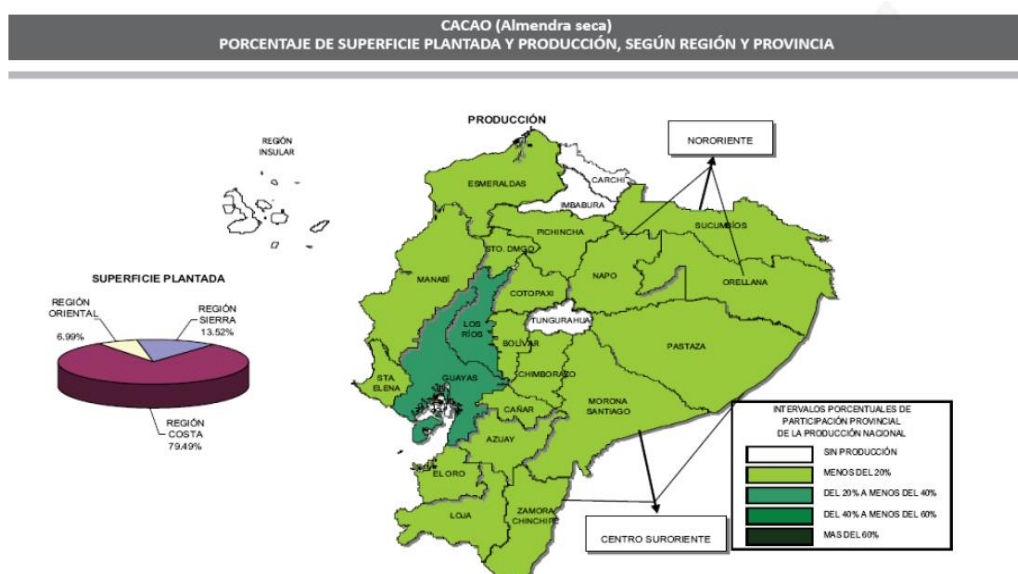 CACAO (Almendra seca)
PORCENTAJE DE SUPERFICIE PLANTADA Y PRODUCCIÓN, SEGÚN REGIÓN Y PROVINCIA
PRODUCCIÓN
REGIÓN
INSULAR
NORORIENTE
CARCHI
ESMERALDAS
IMBABURA
SUCUMBÍOS
PICHINCHA
STO. DMGO
MANABÍ
NAPO
ORELLANA
COTOPAXI
SUPERFICIE PLANTADA
REGIÓN
ORIENTAL
6.99%
REGIÓN
SIERRA
13.52%
REGIÓN
COSTA
79.49%
LOS
RÍOS
TUNGURAHUA
BOLÍVAR
PASTAZA
STA.
ELENA
GUAYAS
CHIMBORAZO
CAÑAR
MORONA
SANTIAGO
AZUAY
EL ORO
LOJA
ZAMORA
CHINCHIPE
CENTRO SURORIENTE
INTERVALOS PORCENTUALES DE
PARTICIPACIÓN PROVINCIAL
DE LA PRODUCCIÓN NACIONAL
SIN PRODUCCIÓN
MENOS DEL 20%
DEL 20% A MENOS DEL 40%
DEL 40% A MENOS DEL 60%
MAS DEL 60%